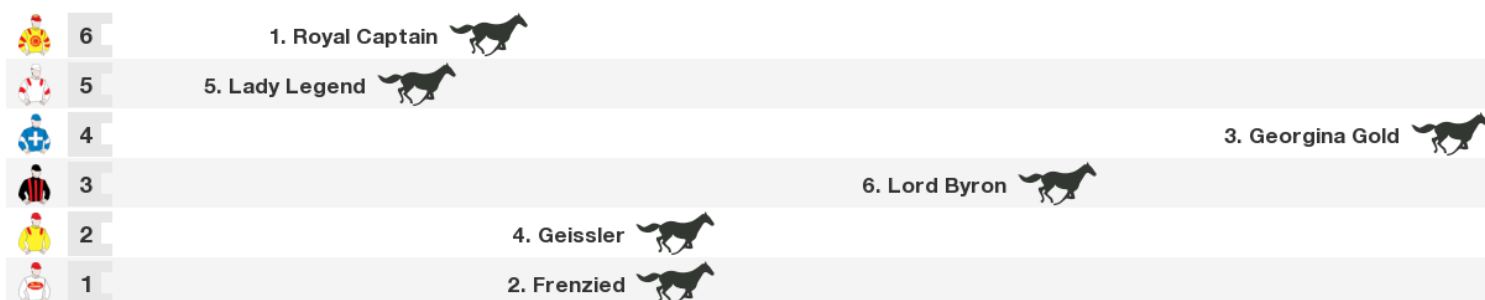 6 1. Royal Captain
5 5. Lady Legend
4 3. Georgina Gold
3 6. Lord Byron
2 4. Geissler
1 2. Frenzied